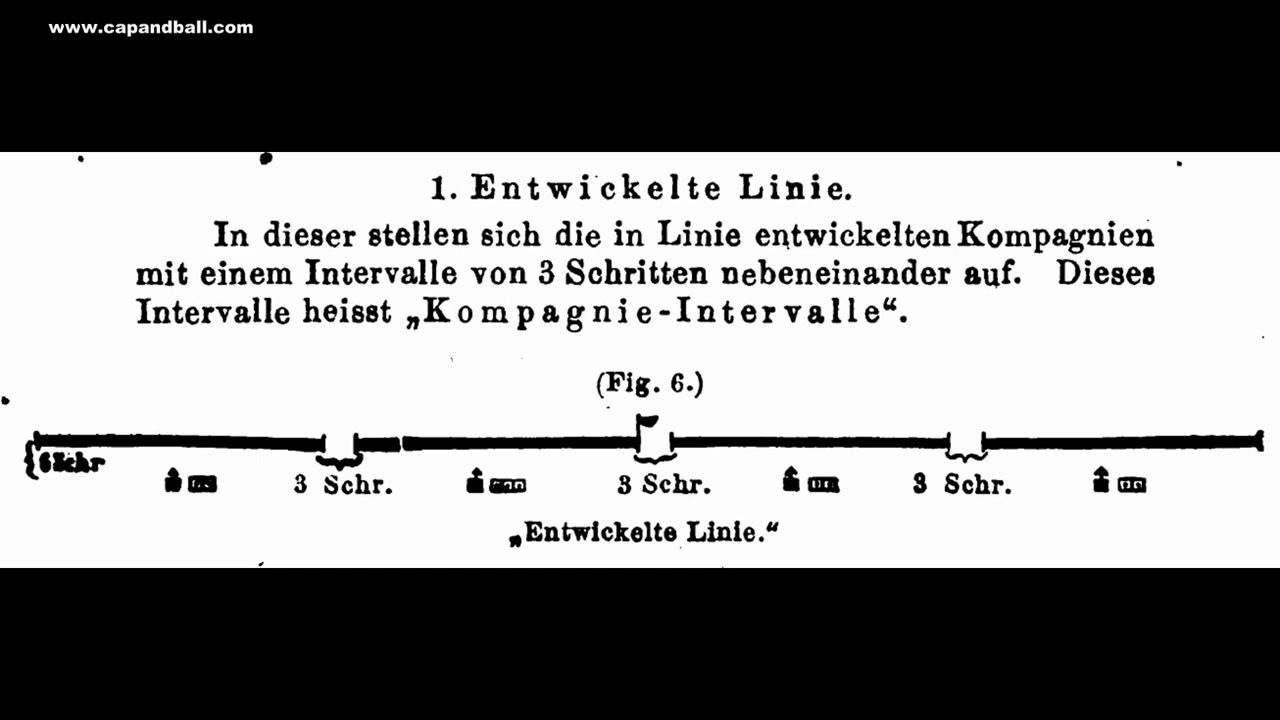 www.capandball.com
1. Entwickelte Linie.
In dieser stellen sich die in Linie entwickelten Kompagnien
mit einem Intervalle von 3 Schritten nebeneinander auf. Dieses
Intervalle heisst „Kompagnie-Intervalle“.
(Fig. 6.)
3 Schr. 3 Schr. 3 Schr.
„Entwickelte Linie.“